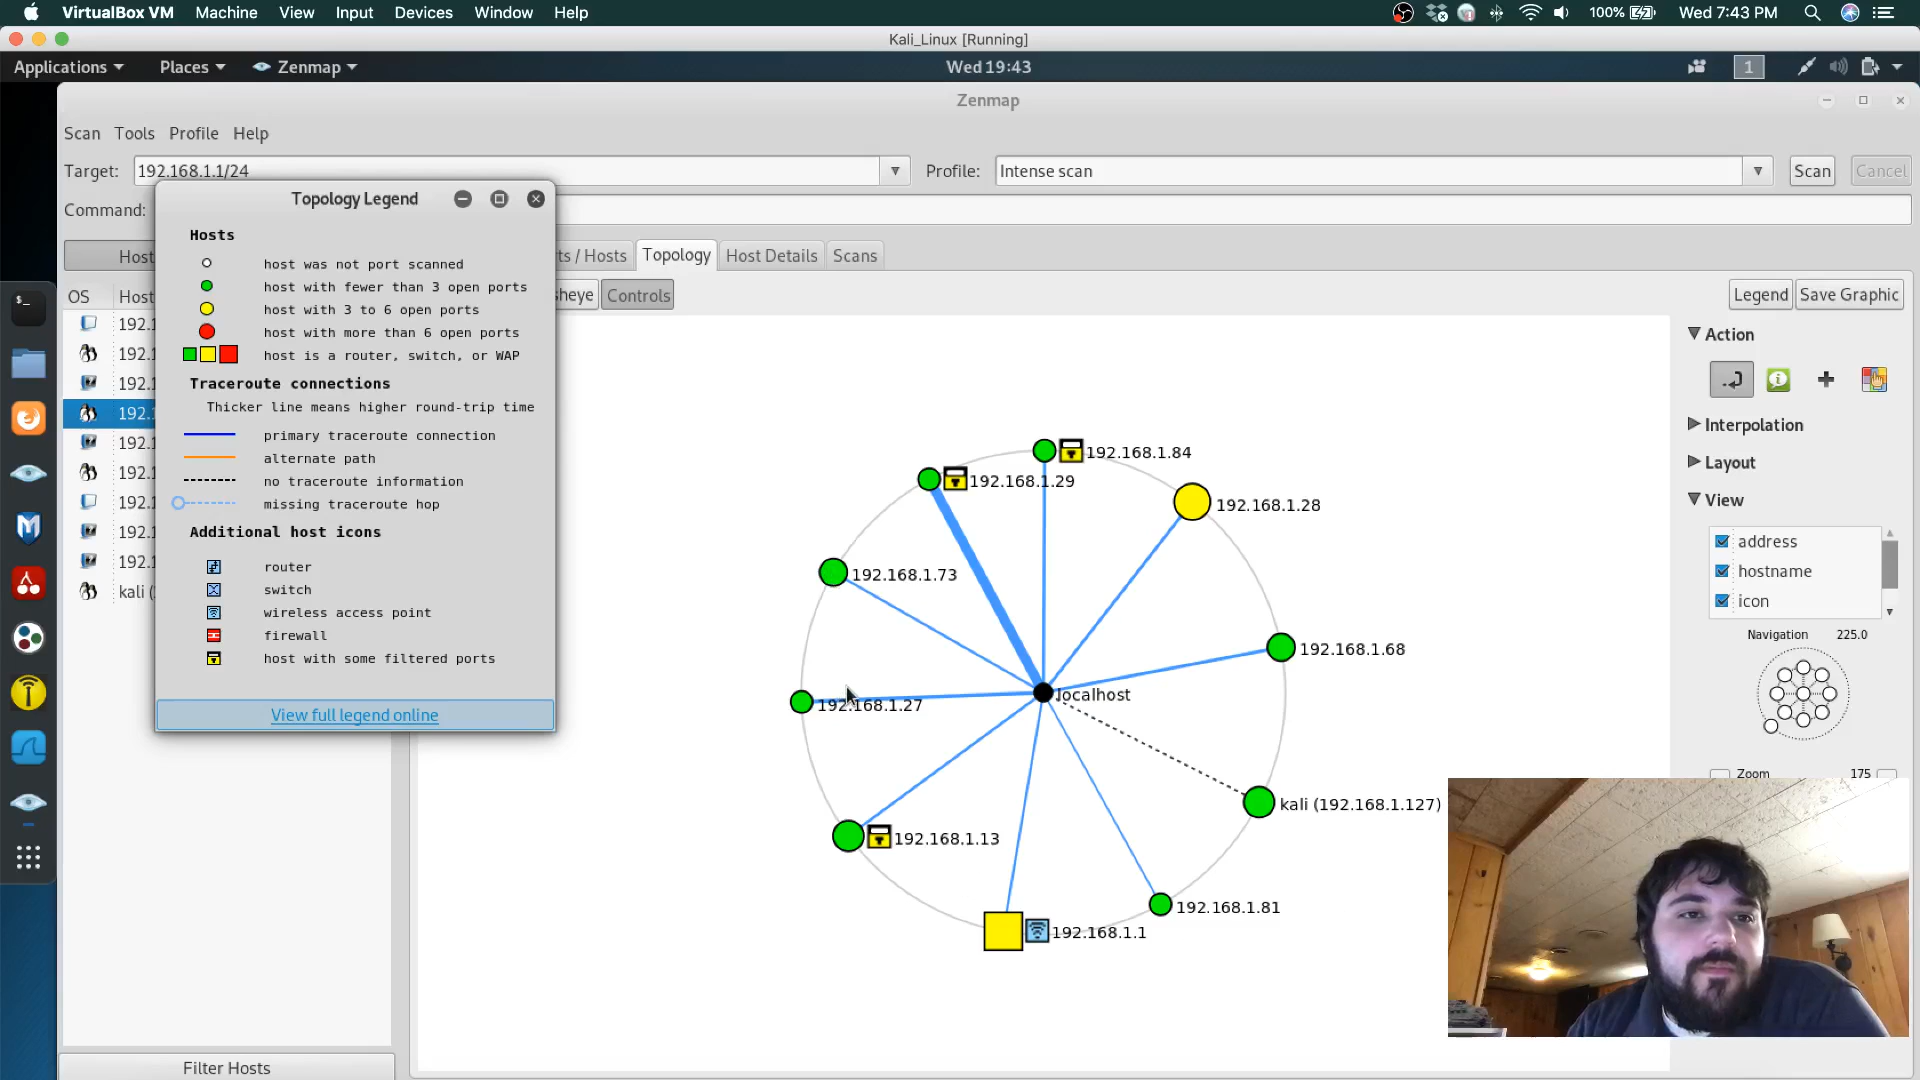 VirtualBox VM Machine View Input Devices Window Help 100% Wed 7:43 PM
Kali_Linux [Running]
Applications Places Zenmap Wed 19:43 1
Zenmap
Scan Tools Profile Help
Target: 192.168.1.1/24 Profile: Intense scan Scan Cancel
Command:
Topology Legend
Hosts
host was not port scanned
host with fewer than 3 open ports
host with 3 to 6 open ports
host with more than 6 open ports
host is a router, switch, or WAP
Traceroute connections
Thicker line means higher round-trip time
primary traceroute connection
alternate path
no traceroute information
missing traceroute hop
Additional host icons
router
switch
wireless access point
firewall
host with some filtered ports
View full legend online
Host
ts / Hosts Topology Host Details Scans
OS Host
heye Controls Legend Save Graphic
192.1
192.1
192.1
192.1
192.1
192.1
192.1
192.1
192.1
kali (
Filter Hosts
192.168.1.84
192.168.1.29
192.168.1.28
192.168.1.73
192.168.1.68
localhost
192.168.1.27
kali (192.168.1.127)
192.168.1.13
192.168.1.81
192.168.1.1
Action
Interpolation
Layout
View
address
hostname
icon
Navigation 225.0
Zoom 175